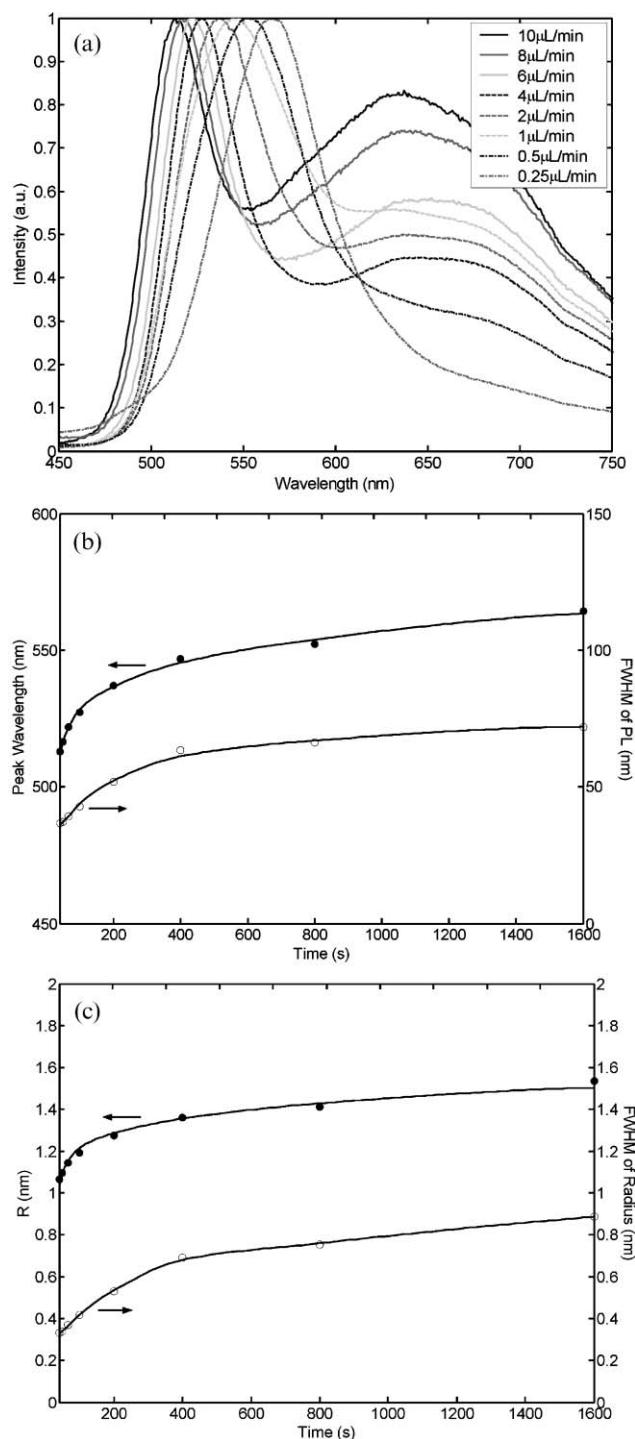 (a)
10μL/min
8μL/min
6μL/min
4μL/min
2μL/min
1μL/min
0.5μL/min
0.25μL/min
1
0.9
0.8
0.7
0.6
0.5
0.4
0.3
0.2
0.1
0
Intensity (a.u.)
450 500 550 600 650 700 750
Wavelength (nm)
(b)
600
550
500
450
Peak Wavelength (nm)
150
100
50
0
FWHM of PL (nm)
200 400 600 800 1000 1200 1400 1600
Time (s)
(c)
2
1.8
1.6
1.4
1.2
1
0.8
0.6
0.4
0.2
0
R (nm)
2
1.8
1.6
1.4
1.2
1
0.8
0.6
0.4
0.2
0
FWHM of Radius (nm)
200 400 600 800 1000 1200 1400 1600
Time (s)